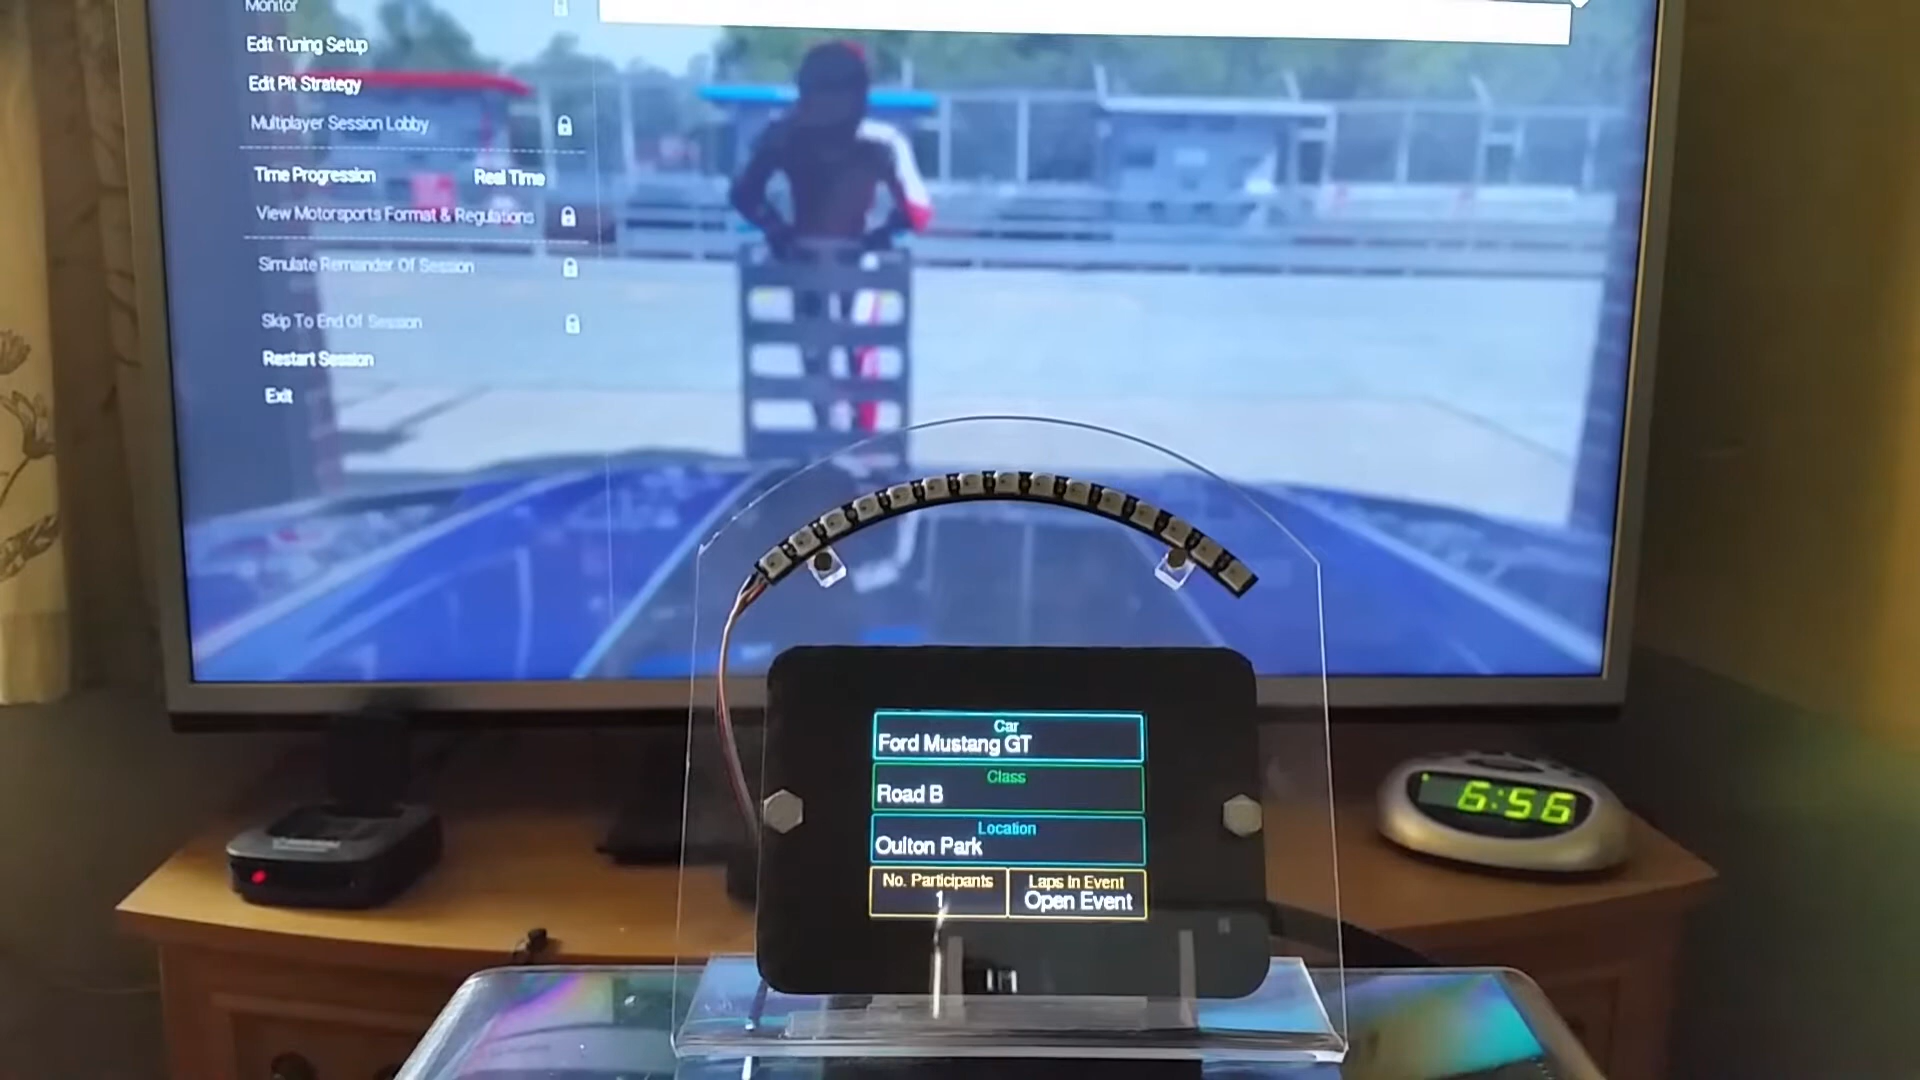 Monitor
Edit Tuning Setup
Edit Pit Strategy
Multiplayer Session Lobby
Time Progression Real Time
View Motorsports Format & Regulations
Simulate Remainder Of Session
Skip To End Of Session
Restart Session
Exit
Car
Ford Mustang GT
Class
Road B
Location
Oulton Park
No. Participants Laps In Event
1 Open Event
6:56